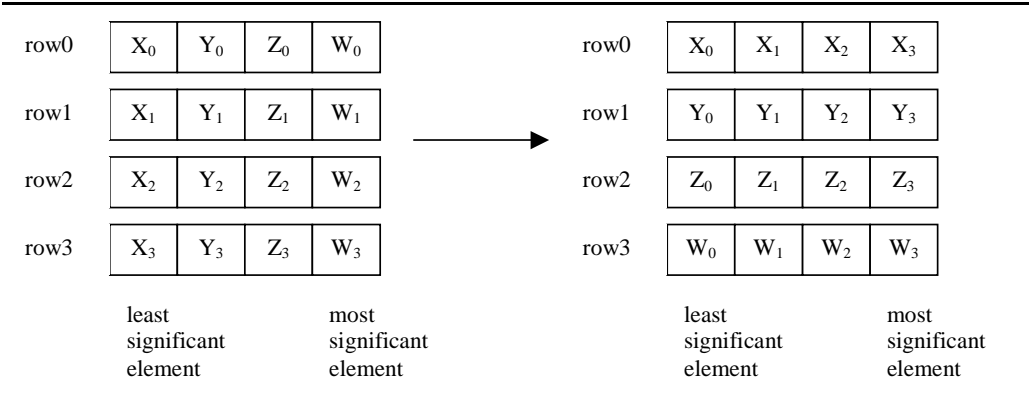 row0 X₀ Y₀ Z₀ W₀ row0 X₀ X₁ X₂ X₃
row1 X₁ Y₁ Z₁ W₁ row1 Y₀ Y₁ Y₂ Y₃
row2 X₂ Y₂ Z₂ W₂ row2 Z₀ Z₁ Z₂ Z₃
row3 X₃ Y₃ Z₃ W₃ row3 W₀ W₁ W₂ W₃
least most least most
significant significant significant significant
element element element element